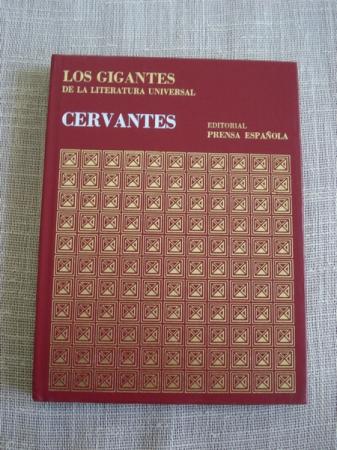 LOS GIGANTES
DE LA LITERATURA UNIVERSAL
CERVANTES
EDITORIAL
PRENSA ESPAÑOLA